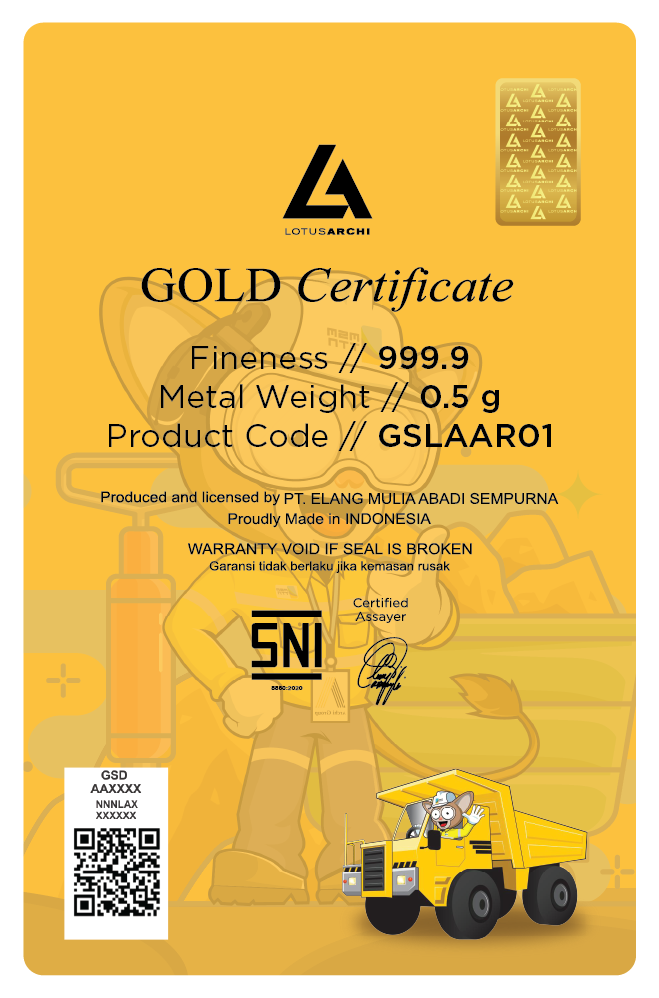 LOTUSARCHI
GOLD Certificate
Fineness // 999.9
Metal Weight // 0.5 g
Product Code // GSLAAR01
Produced and licensed by PT. ELANG MULIA ABADI SEMPURNA
Proudly Made in INDONESIA
WARRANTY VOID IF SEAL IS BROKEN
Garansi tidak berlaku jika kemasan rusak
Certified
Assayer
SNI
8880:2020
GSD
AAXXXX
NNNLAX
XXXXXX